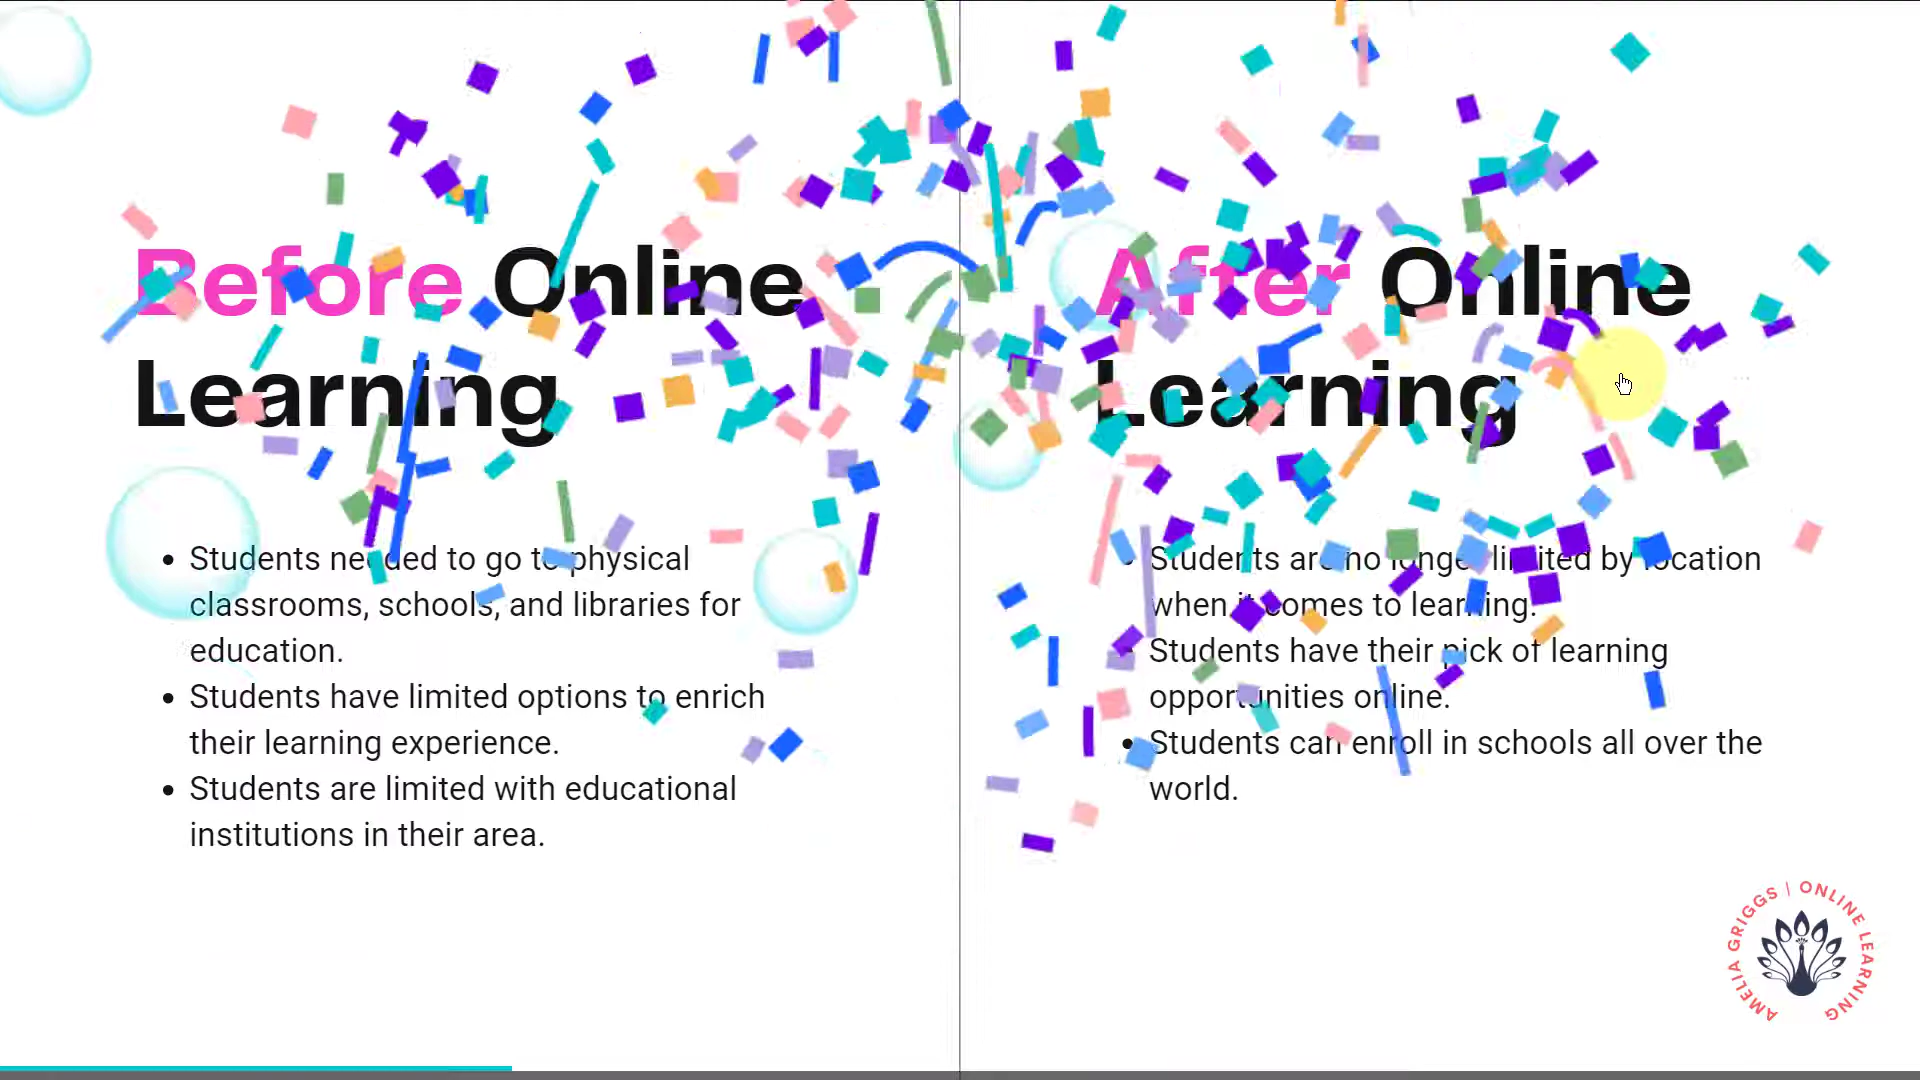 Before Online
Learning
• Students needed to go to physical
classrooms, schools, and libraries for
education.
• Students have limited options to enrich
their learning experience.
• Students are limited with educational
institutions in their area.
After Online
Learning
• Students are no longer limited by location
when it comes to learning.
• Students have their pick of learning
opportunities online.
• Students can enroll in schools all over the
world.
AMELIA GRIGGS | ONLINE LEARNING